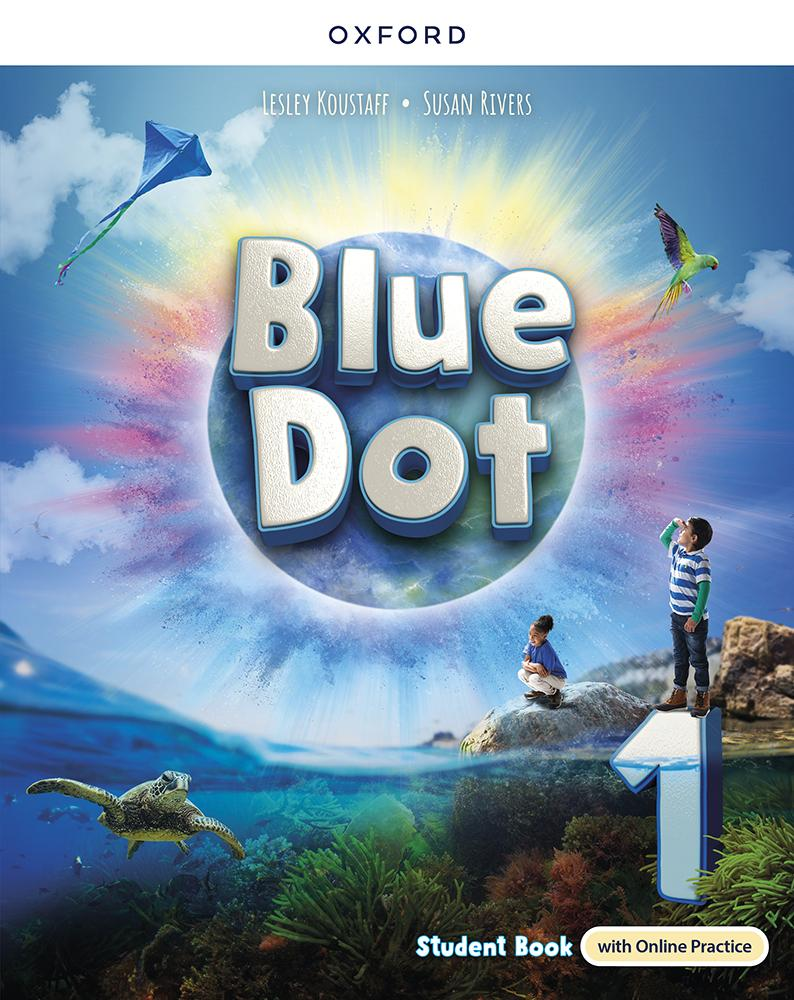 OXFORD
LESLEY KOUSTAFF • SUSAN RIVERS
Blue
Dot
1
Student Book with Online Practice